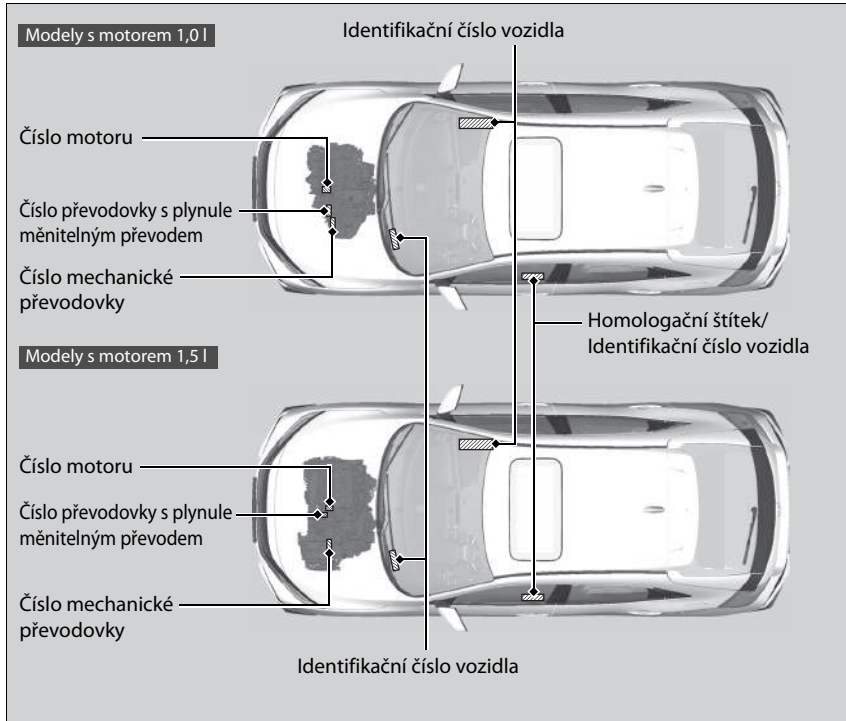 Modely s motorem 1,0 l
Identifikační číslo vozidla
Číslo motoru
Číslo převodovky s plynule
měnitelným převodem
Číslo mechanické
převodovky
Homologační štítek/
Identifikační číslo vozidla
Modely s motorem 1,5 l
Číslo motoru
Číslo převodovky s plynule
měnitelným převodem
Číslo mechanické
převodovky
Identifikační číslo vozidla